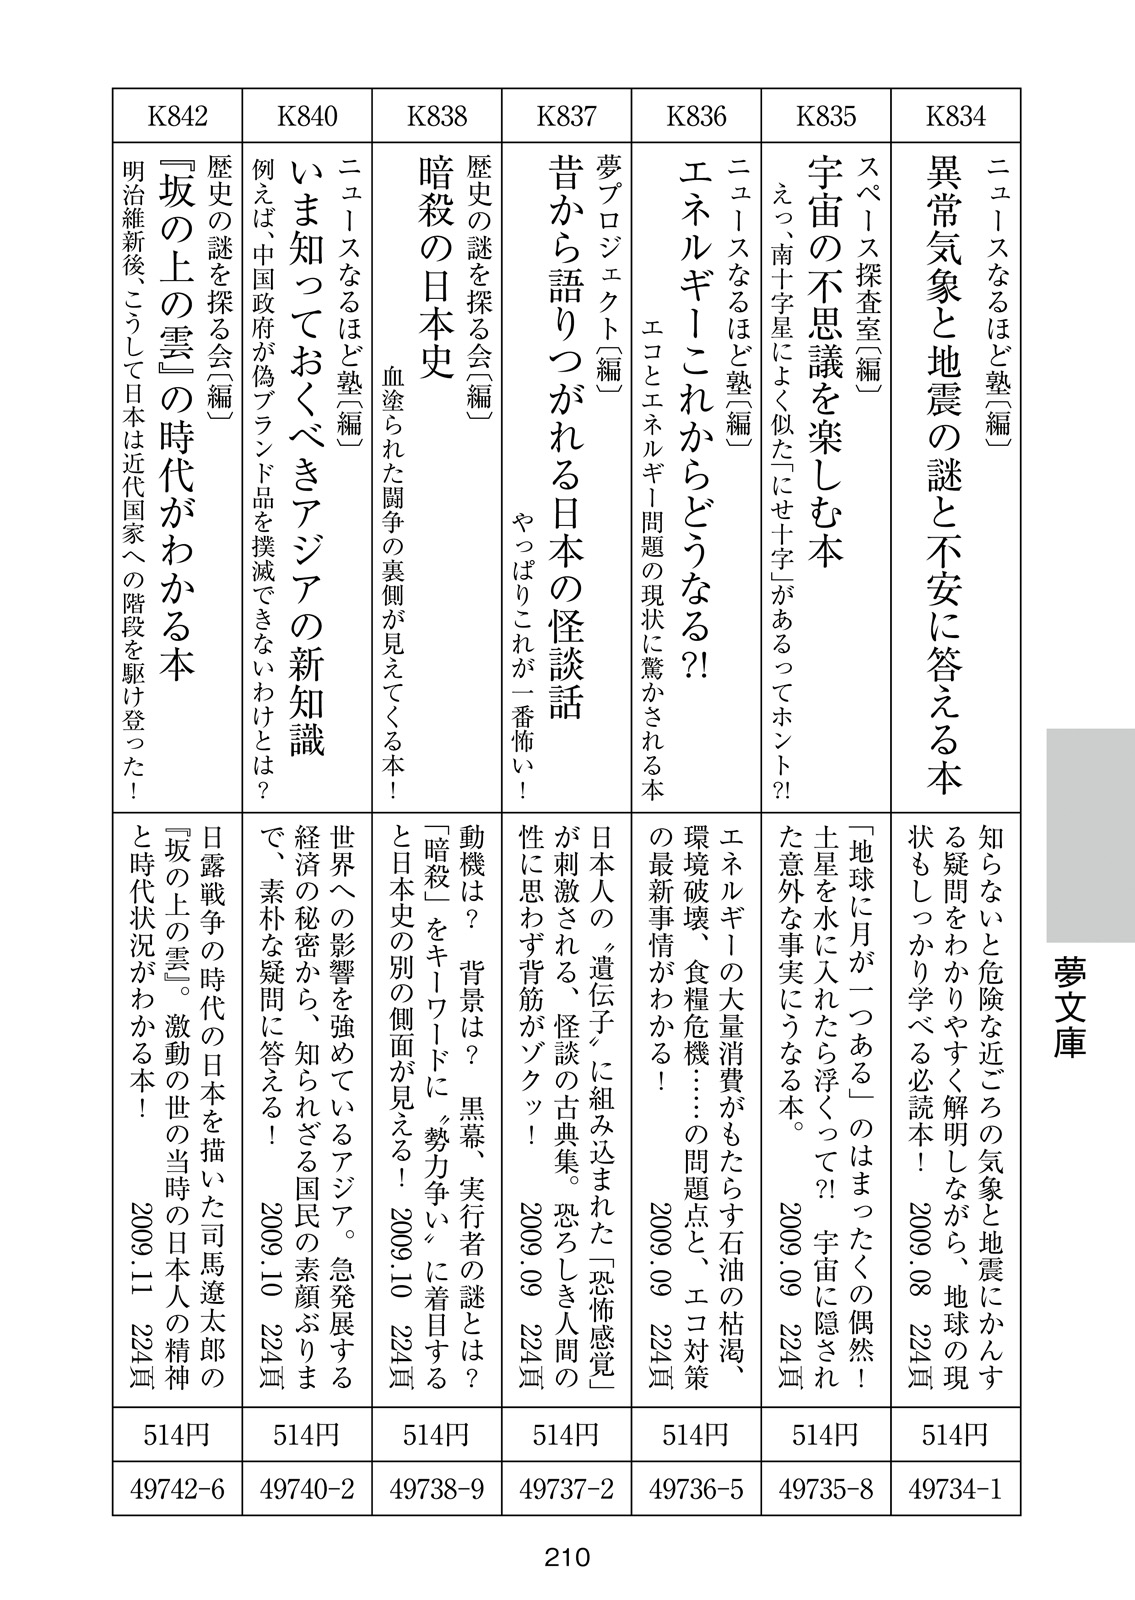 K834
ニュースなるほど塾〔編〕
異常気象と地震の謎と不安に答える本
知らないと危険な近ごろの気象と地震にかんす
る疑問をわかりやすく解明しながら、地球の現
状もしっかり学べる必読本！　2009.08　224頁
514円
49734-1
K835
スペース探査室〔編〕
宇宙の不思議を楽しむ本
えっ、南十字星によく似た「にせ十字」があるってホント?!
「地球に月が一つある」のはまったくの偶然！
土星を水に入れたら浮くって?!　宇宙に隠され
た意外な事実にうなる本。　2009.09　224頁
514円
49735-8
K836
ニュースなるほど塾〔編〕
エネルギーこれからどうなる?!
エコとエネルギー問題の現状に驚かされる本
エネルギーの大量消費がもたらす石油の枯渇、
環境破壊、食糧危機……の問題点と、エコ対策
の最新事情がわかる！　2009.09　224頁
514円
49736-5
K837
夢プロジェクト〔編〕
昔から語りつがれる日本の怪談話
やっぱりこれが一番怖い！
日本人の〝遺伝子〟に組み込まれた「恐怖感覚」
が刺激される、怪談の古典集。恐ろしき人間の
性に思わず背筋がゾクッ！　2009.09　224頁
514円
49737-2
K838
歴史の謎を探る会〔編〕
暗殺の日本史
血塗られた闘争の裏側が見えてくる本！
動機は？　背景は？　黒幕、実行者の謎とは？
「暗殺」をキーワードに〝勢力争い〟に着目する
と日本史の別の側面が見える！　2009.10　224頁
514円
49738-9
K840
ニュースなるほど塾〔編〕
いま知っておくべきアジアの新知識
例えば、中国政府が偽ブランド品を撲滅できないわけとは？
世界への影響を強めているアジア。急発展する
経済の秘密から、知られざる国民の素顔ぶりま
で、素朴な疑問に答える！　2009.10　224頁
514円
49740-2
K842
歴史の謎を探る会〔編〕
『坂の上の雲』の時代がわかる本
明治維新後、こうして日本は近代国家への階段を駆け登った！
日露戦争の時代の日本を描いた司馬遼太郎の
『坂の上の雲』。激動の世の当時の日本人の精神
と時代状況がわかる本！　2009.11　224頁
514円
49742-6
夢文庫
210